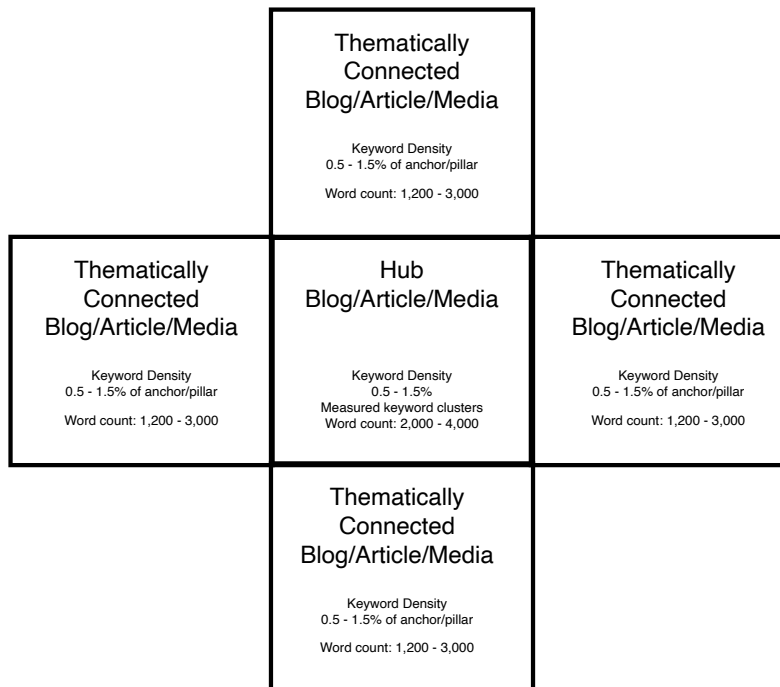 Thematically
Connected
Blog/Article/Media
Keyword Density
0.5 - 1.5% of anchor/pillar
Word count: 1,200 - 3,000
Thematically
Connected
Blog/Article/Media
Keyword Density
0.5 - 1.5% of anchor/pillar
Word count: 1,200 - 3,000
Hub
Blog/Article/Media
Keyword Density
0.5 - 1.5%
Measured keyword clusters
Word count: 2,000 - 4,000
Thematically
Connected
Blog/Article/Media
Keyword Density
0.5 - 1.5% of anchor/pillar
Word count: 1,200 - 3,000
Thematically
Connected
Blog/Article/Media
Keyword Density
0.5 - 1.5% of anchor/pillar
Word count: 1,200 - 3,000